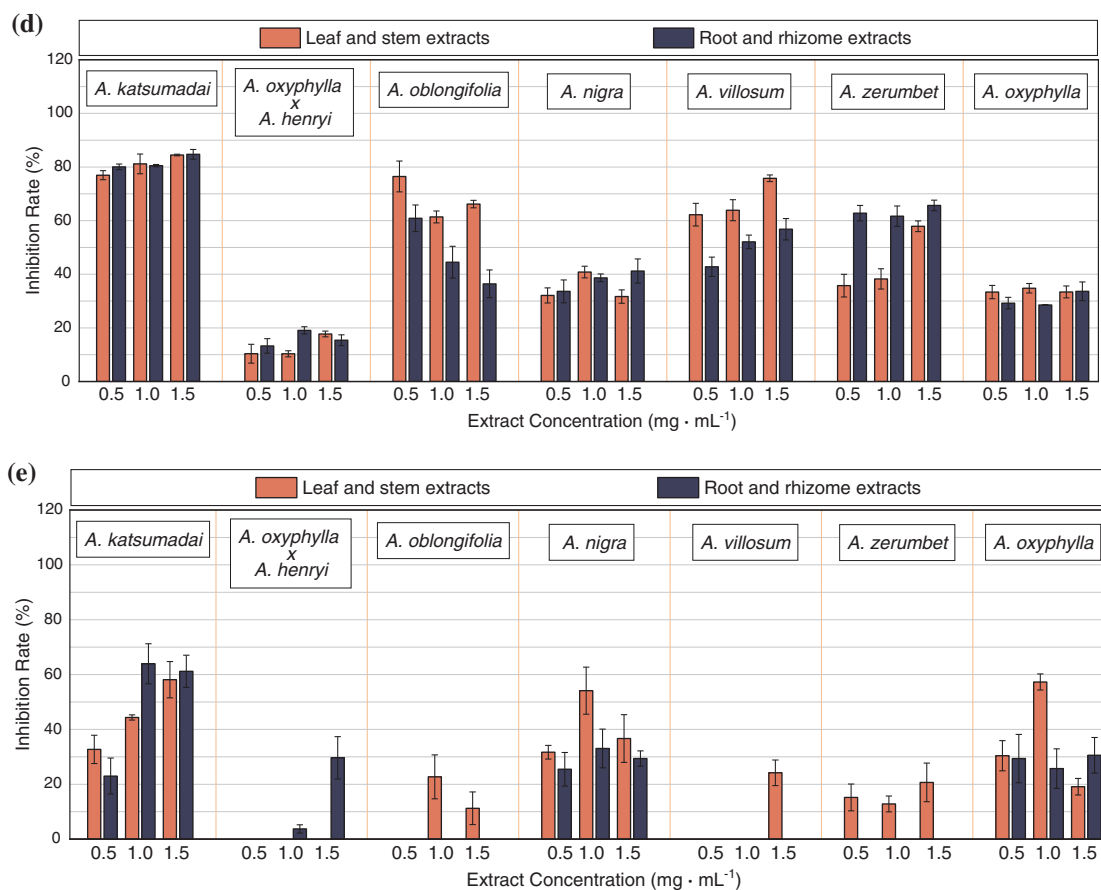 (d)
Leaf and stem extracts Root and rhizome extracts
120
100
80
60
40
20
0
Inhibition Rate (%)
A. katsumadai
A. oxyphylla
x
A. henryi
A. oblongifolia
A. nigra
A. villosum
A. zerumbet
A. oxyphylla
0.5 1.0 1.5 0.5 1.0 1.5 0.5 1.0 1.5 0.5 1.0 1.5 0.5 1.0 1.5 0.5 1.0 1.5 0.5 1.0 1.5
Extract Concentration (mg · mL-1)
(e)
Leaf and stem extracts Root and rhizome extracts
120
100
80
60
40
20
0
Inhibition Rate (%)
A. katsumadai
A. oxyphylla
x
A. henryi
A. oblongifolia
A. nigra
A. villosum
A. zerumbet
A. oxyphylla
0.5 1.0 1.5 0.5 1.0 1.5 0.5 1.0 1.5 0.5 1.0 1.5 0.5 1.0 1.5 0.5 1.0 1.5 0.5 1.0 1.5
Extract Concentration (mg · mL-1)